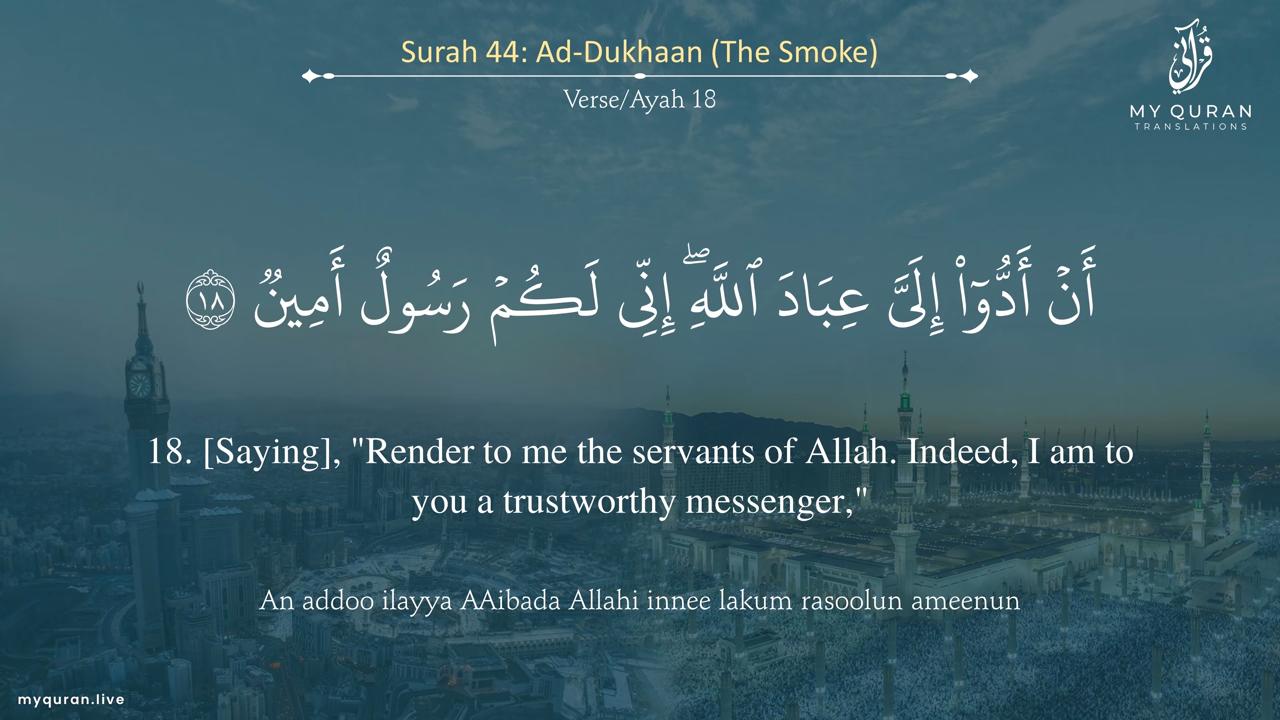 Surah 44: Ad-Dukhaan (The Smoke)
Verse/Ayah 18
قرآني
MY QURAN
TRANSLATIONS
أَنْ أَدُّوٓا۟ إِلَىَّ عِبَادَ ٱللَّهِ ۖ إِنِّى لَكُمْ رَسُولٌ أَمِينٌۭ ١٨
18. [Saying], "Render to me the servants of Allah. Indeed, I am to
you a trustworthy messenger,"
An addoo ilayya AAibada Allahi innee lakum rasoolun ameenun
myquran.live